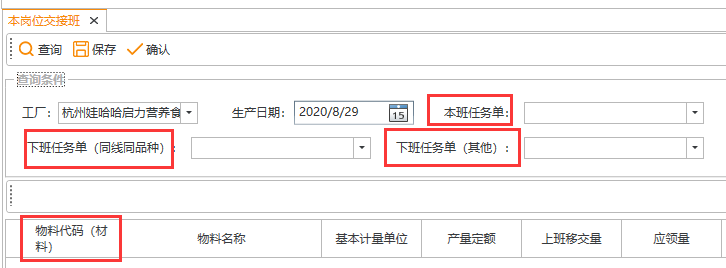 本岗位交接班 ×
查询 保存 确认
查询条件
工厂： 杭州娃哈哈启力营养食 生产日期： 2020/8/29 15 本班任务单：
下班任务单（同线同品种）： 下班任务单（其他）：
物料代码（材料） 物料名称 基本计量单位 产量定额 上班移交量 应领量